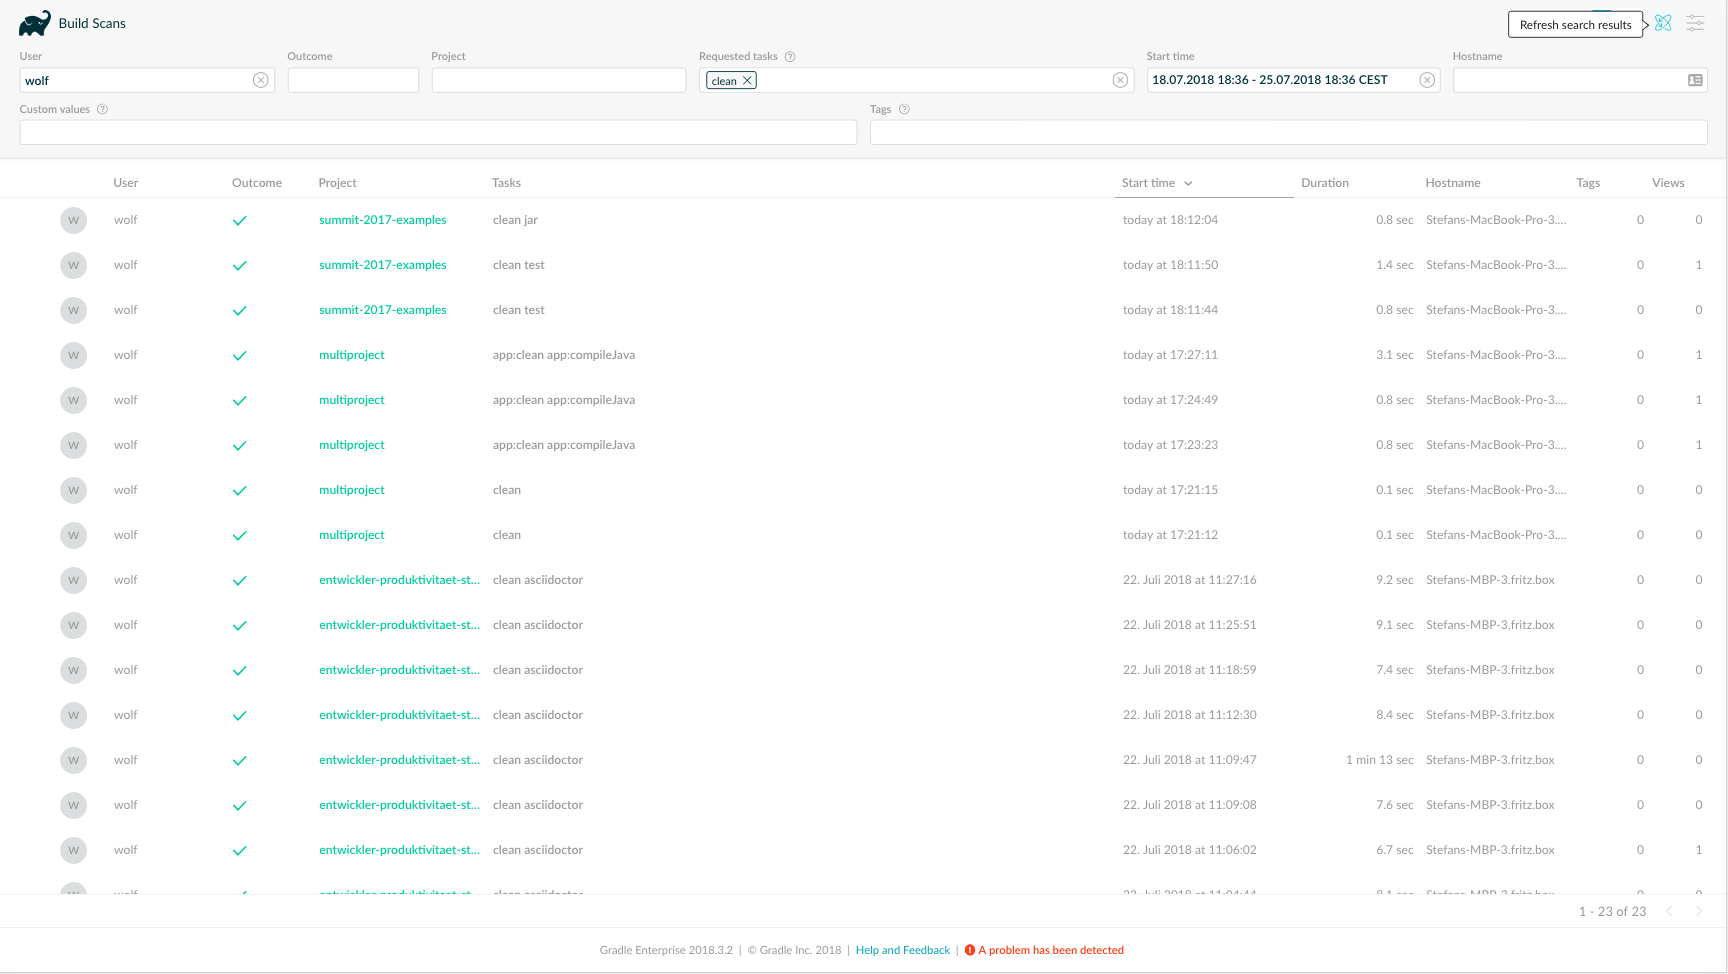 Build Scans
Refresh search results
User Outcome Project Requested tasks Start time Hostname
wolf clean 18.07.2018 18:36 - 25.07.2018 18:36 CEST
Custom values Tags
User Outcome Project Tasks Start time Duration Hostname Tags Views
W wolf summit-2017-examples clean jar today at 18:12:04 0.8 sec Stefans-MacBook-Pro-3.... 0 0
W wolf summit-2017-examples clean test today at 18:11:50 1.4 sec Stefans-MacBook-Pro-3.... 0 1
W wolf summit-2017-examples clean test today at 18:11:44 0.8 sec Stefans-MacBook-Pro-3.... 0 0
W wolf multiproject app:clean app:compileJava today at 17:27:11 3.1 sec Stefans-MacBook-Pro-3.... 0 1
W wolf multiproject app:clean app:compileJava today at 17:24:49 0.8 sec Stefans-MacBook-Pro-3.... 0 1
W wolf multiproject app:clean app:compileJava today at 17:23:23 0.8 sec Stefans-MacBook-Pro-3.... 0 1
W wolf multiproject clean today at 17:21:15 0.1 sec Stefans-MacBook-Pro-3.... 0 0
W wolf multiproject clean today at 17:21:12 0.1 sec Stefans-MacBook-Pro-3.... 0 0
W wolf entwickler-produktivitaet-st... clean asciidoctor 22. Juli 2018 at 11:27:16 9.2 sec Stefans-MBP-3.fritz.box 0 0
W wolf entwickler-produktivitaet-st... clean asciidoctor 22. Juli 2018 at 11:25:51 9.1 sec Stefans-MBP-3.fritz.box 0 0
W wolf entwickler-produktivitaet-st... clean asciidoctor 22. Juli 2018 at 11:18:59 7.4 sec Stefans-MBP-3.fritz.box 0 0
W wolf entwickler-produktivitaet-st... clean asciidoctor 22. Juli 2018 at 11:12:30 8.4 sec Stefans-MBP-3.fritz.box 0 0
W wolf entwickler-produktivitaet-st... clean asciidoctor 22. Juli 2018 at 11:09:47 1 min 13 sec Stefans-MBP-3.fritz.box 0 0
W wolf entwickler-produktivitaet-st... clean asciidoctor 22. Juli 2018 at 11:09:08 7.6 sec Stefans-MBP-3.fritz.box 0 0
W wolf entwickler-produktivitaet-st... clean asciidoctor 22. Juli 2018 at 11:06:02 6.7 sec Stefans-MBP-3.fritz.box 0 1
1 - 23 of 23
Gradle Enterprise 2018.3.2 | © Gradle Inc. 2018 | Help and Feedback | A problem has been detected